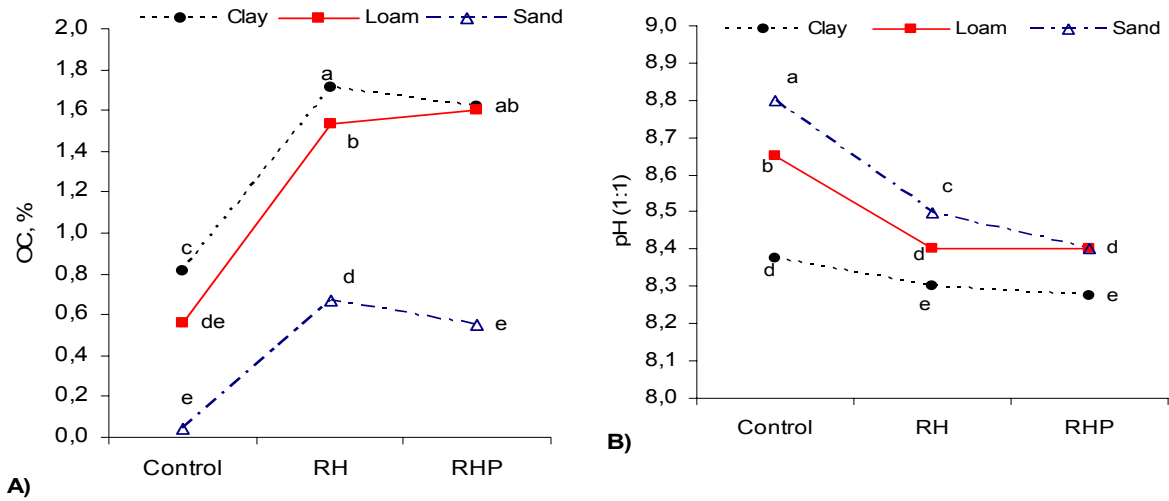 Clay Loam Sand
2,0
1,8
1,6
1,4
1,2
1,0
0,8
0,6
0,4
0,2
0,0
OC, %
a
ab
b
c
de
d
e
e
Control RH RHP
A)
Clay Loam Sand
9,0
8,9
8,8
8,7
8,6
8,5
8,4
8,3
8,2
8,1
8,0
pH (1:1)
a
b
c
d
d
d
e
e
Control RH RHP
B)